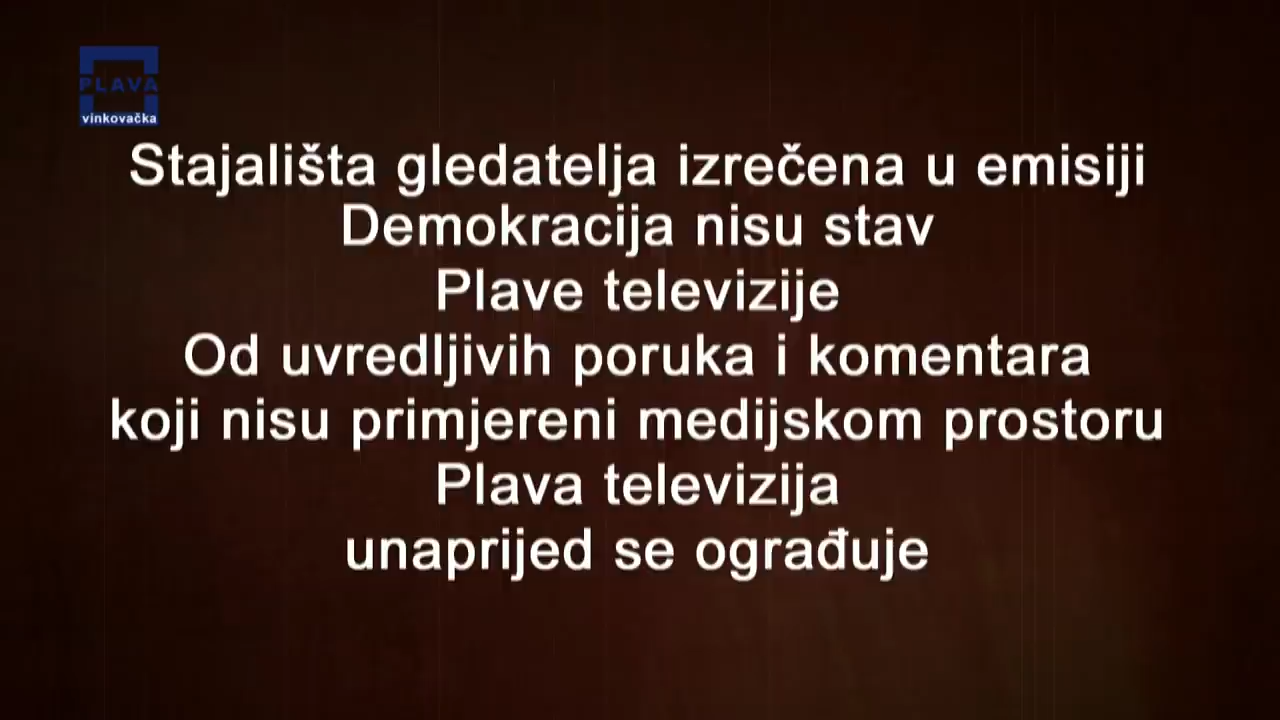 PLAVA
vinkovačka
Stajališta gledatelja izrečena u emisiji
Demokracija nisu stav
Plave televizije
Od uvredljivih poruka i komentara
koji nisu primjereni medijskom prostoru
Plava televizija
unaprijed se ograđuje